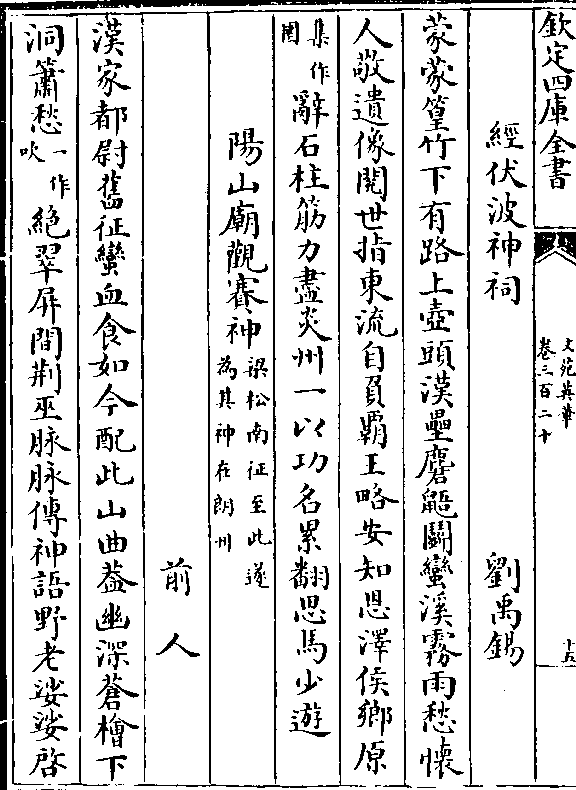 欽定四庫全書
文苑英華
卷三百二十
十五
經伏波神祠
劉禹錫
蒙蒙篁竹下有路上壺頭漢壘麏鼯鬬蠻溪霧雨愁懷
人敬遺像閱世指東流自負霸王略安知恩澤侯鄉原
集作園
辭石柱筋力盡炎州一以功名累翻思馬少遊
陽山廟觀賽神
梁松南征至此遂
為其神在朗州
前人
漢家都尉舊征蠻血食如今配此山曲葢幽深蒼檜下
洞簫愁
一作吹
絶翠屏間荆巫脉脉傳神語野老娑娑啓